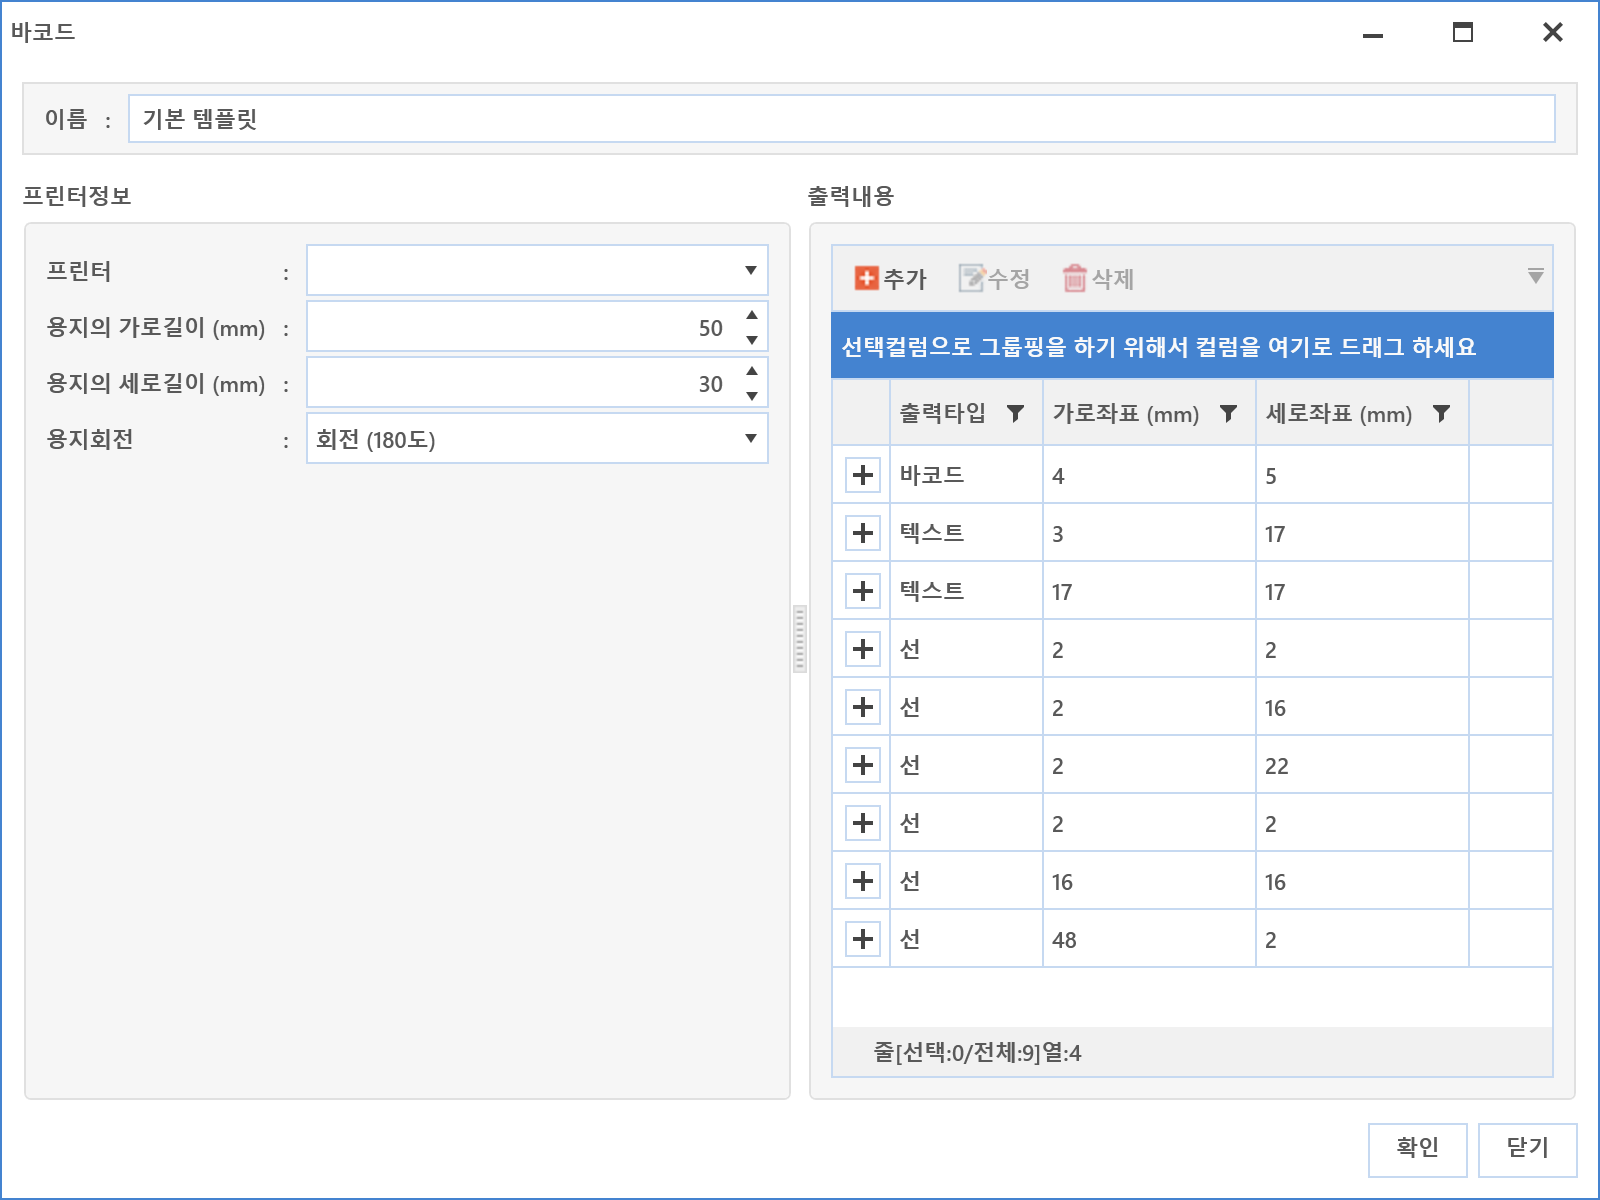 바코드
이름 : 기본 템플릿
프린터정보
프린터 :
용지의 가로길이 (mm) : 50
용지의 세로길이 (mm) : 30
용지회전 : 회전 (180도)
출력내용
추가 수정 삭제
선택컬럼으로 그룹핑을 하기 위해서 컬럼을 여기로 드래그 하세요
출력타입 가로좌표 (mm) 세로좌표 (mm)
바코드 4 5
텍스트 3 17
텍스트 17 17
선 2 2
선 2 16
선 2 22
선 2 2
선 16 16
선 48 2
줄[선택:0/전체:9]열:4
확인 닫기